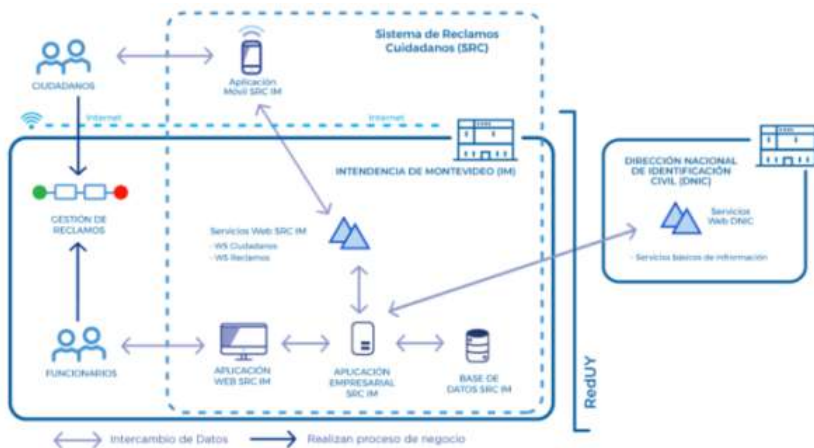 Sistema de Reclamos
Cuidadanos (SRC)
CIUDADANOS
Aplicación
Móvil SRC IM
Internet
Internet
INTENDENCIA DE MONTEVIDEO (IM)
DIRECCIÓN NACIONAL
DE IDENTIFICACIÓN
CIVIL (DNIC)
GESTIÓN DE
RECLAMOS
Servicios Web SRC IM
- WS Ciudadanos
- WS Reclamos
Servicios
Web DNIC
- Servicios básicos de información
FUNCIONARIOS
APLICACIÓN
WEB SRC IM
APLICACIÓN
EMPRESARIAL
SRC IM
BASE DE
DATOS SRC IM
RedUY
Intercambio de Datos
Realizan proceso de negocio